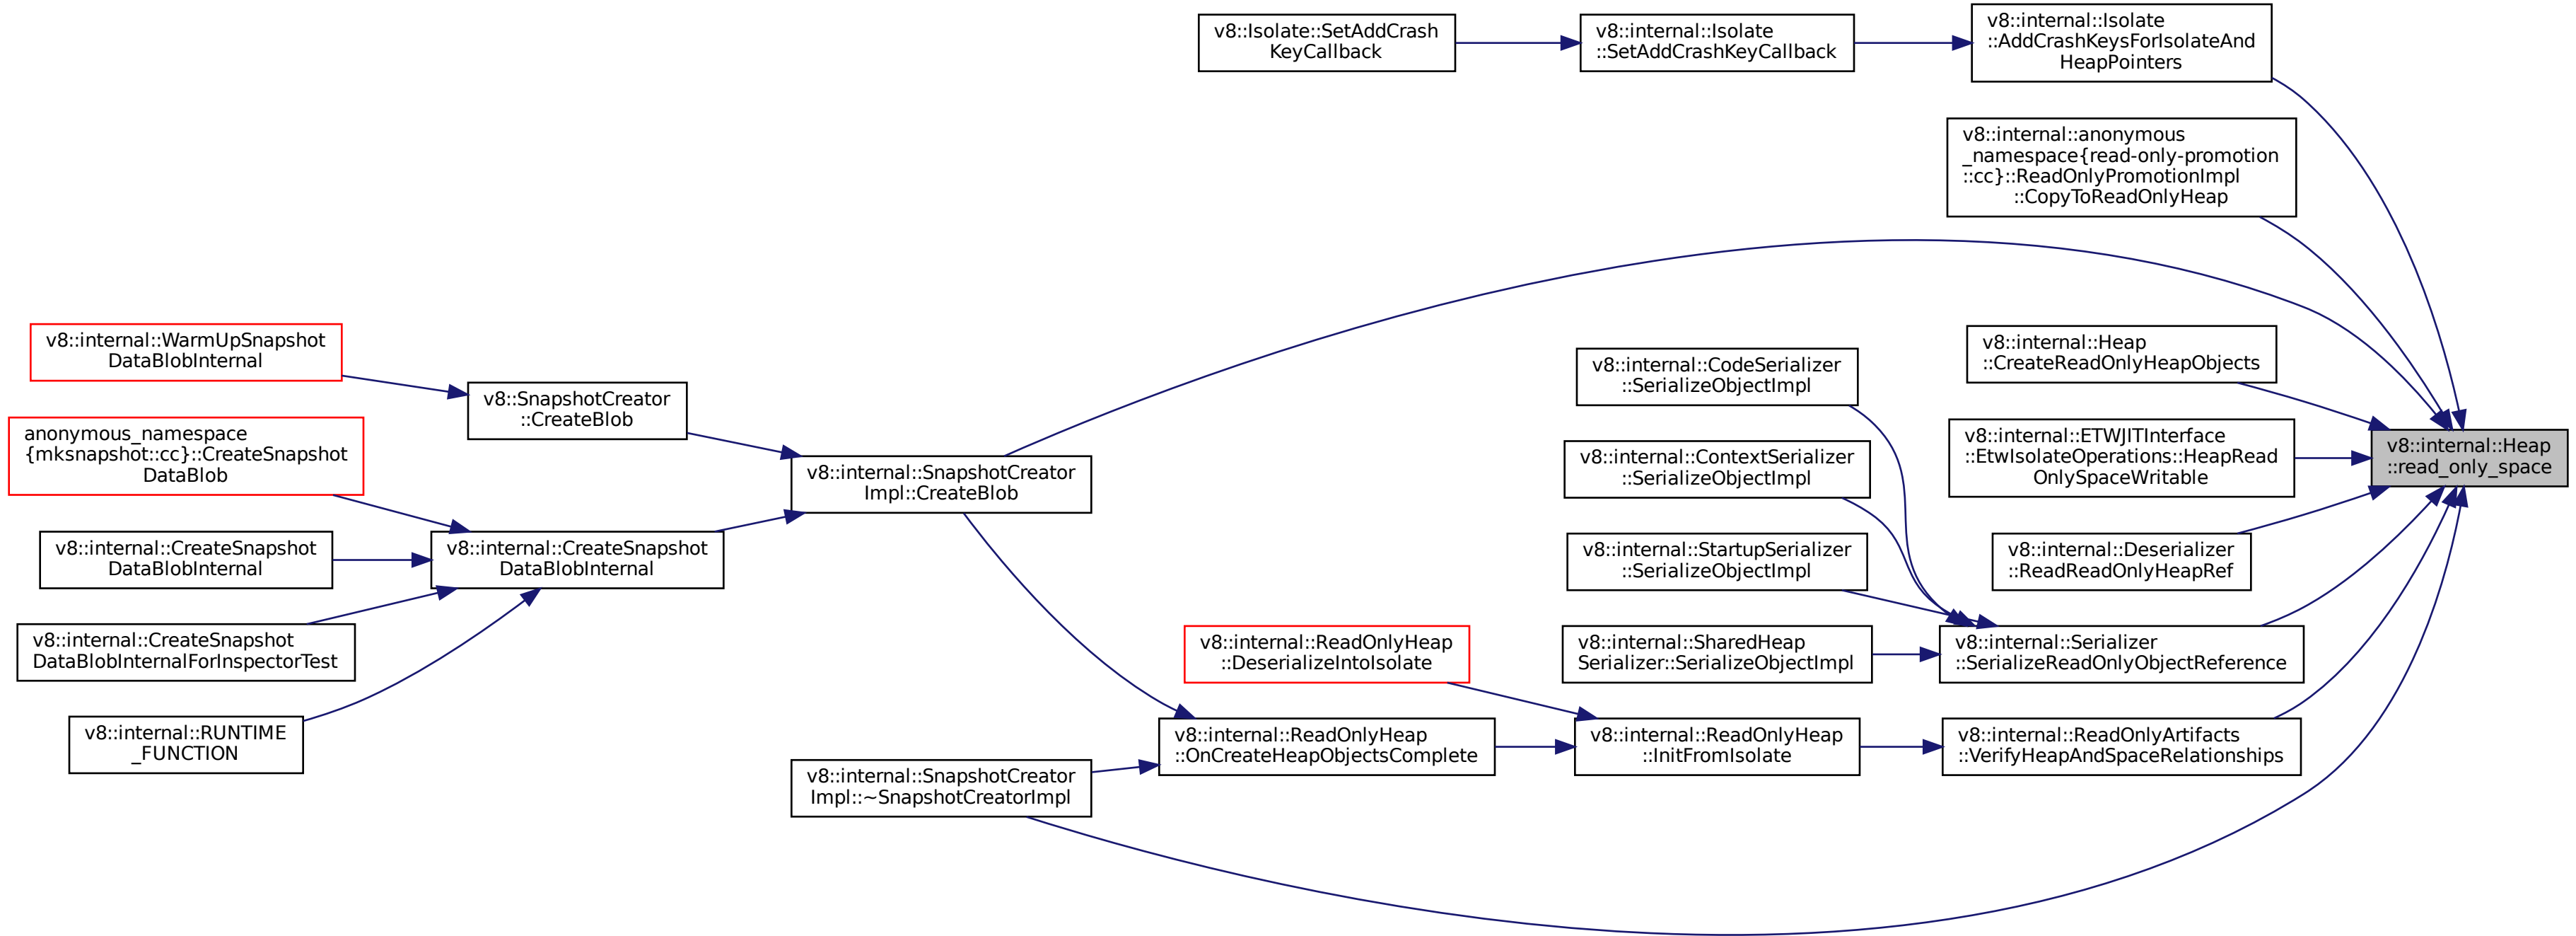 v8::Isolate::SetAddCrash
KeyCallback
v8::internal::Isolate
::SetAddCrashKeyCallback
v8::internal::Isolate
::AddCrashKeysForIsolateAnd
HeapPointers
v8::internal::anonymous
_namespace{read-only-promotion
::cc}::ReadOnlyPromotionImpl
::CopyToReadOnlyHeap
v8::internal::WarmUpSnapshot
DataBlobInternal
v8::SnapshotCreator
::CreateBlob
v8::internal::CodeSerializer
::SerializeObjectImpl
v8::internal::Heap
::CreateReadOnlyHeapObjects
anonymous_namespace
{mksnapshot::cc}::CreateSnapshot
DataBlob
v8::internal::SnapshotCreator
Impl::CreateBlob
v8::internal::ContextSerializer
::SerializeObjectImpl
v8::internal::ETWJITInterface
::EtwIsolateOperations::HeapRead
OnlySpaceWritable
v8::internal::Heap
::read_only_space
v8::internal::CreateSnapshot
DataBlobInternal
v8::internal::CreateSnapshot
DataBlobInternal
v8::internal::StartupSerializer
::SerializeObjectImpl
v8::internal::Deserializer
::ReadReadOnlyHeapRef
v8::internal::CreateSnapshot
DataBlobInternalForInspectorTest
v8::internal::ReadOnlyHeap
::DeserializeIntoIsolate
v8::internal::SharedHeap
Serializer::SerializeObjectImpl
v8::internal::Serializer
::SerializeReadOnlyObjectReference
v8::internal::RUNTIME
_FUNCTION
v8::internal::SnapshotCreator
Impl::~SnapshotCreatorImpl
v8::internal::ReadOnlyHeap
::OnCreateHeapObjectsComplete
v8::internal::ReadOnlyHeap
::InitFromIsolate
v8::internal::ReadOnlyArtifacts
::VerifyHeapAndSpaceRelationships